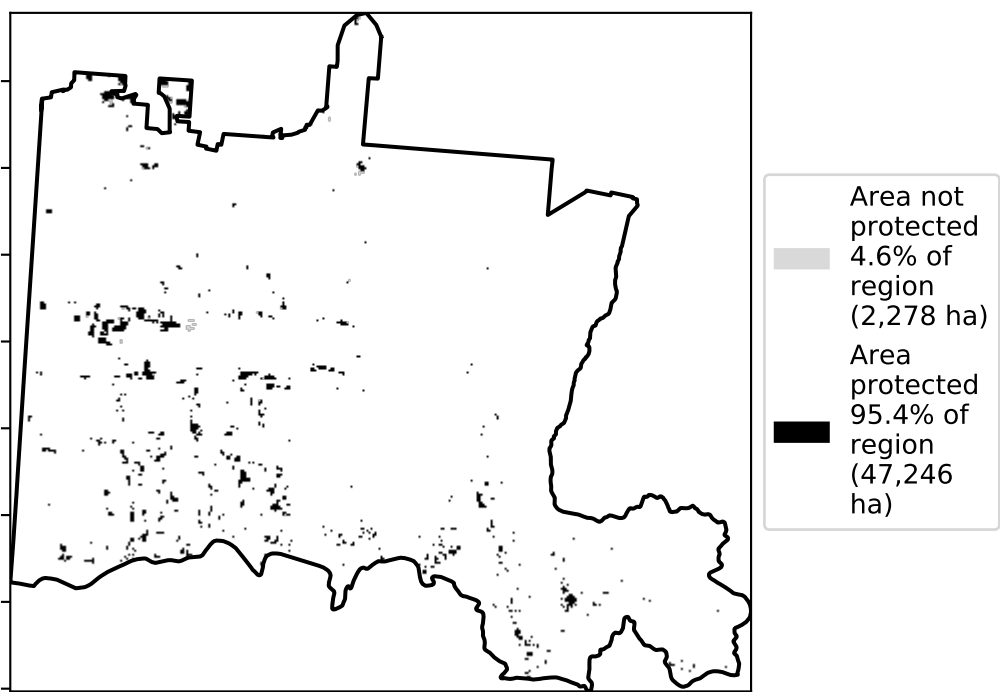 Area not
protected
4.6% of
region
(2,278 ha)
Area
protected
95.4% of
region
(47,246
ha)